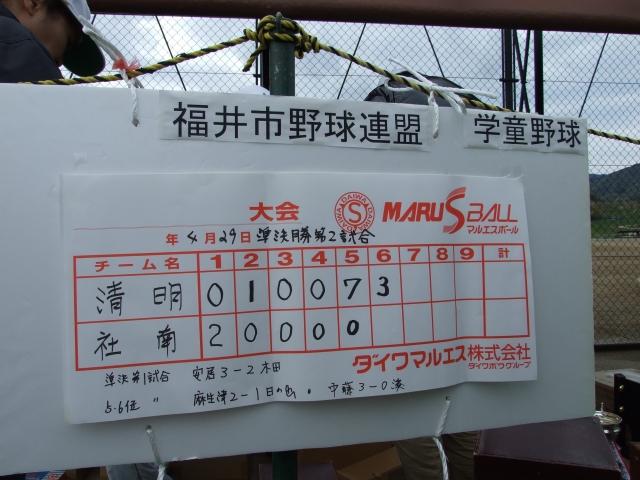 福井市野球連盟
学童野球
大会 DAIWA S MARUS BALL
マルエスボール
年 4月29日 準決勝第2試合
チーム名 1 2 3 4 5 6 7 8 9 計
清明 0 1 0 0 7 3
社南 2 0 0 0 0
準決第1試合 安居3-2木田
ダイワマルエス株式会社
ダイワボウグループ
5.6位 〃 麻生津2-1日の出 〃 中藤3-0湊